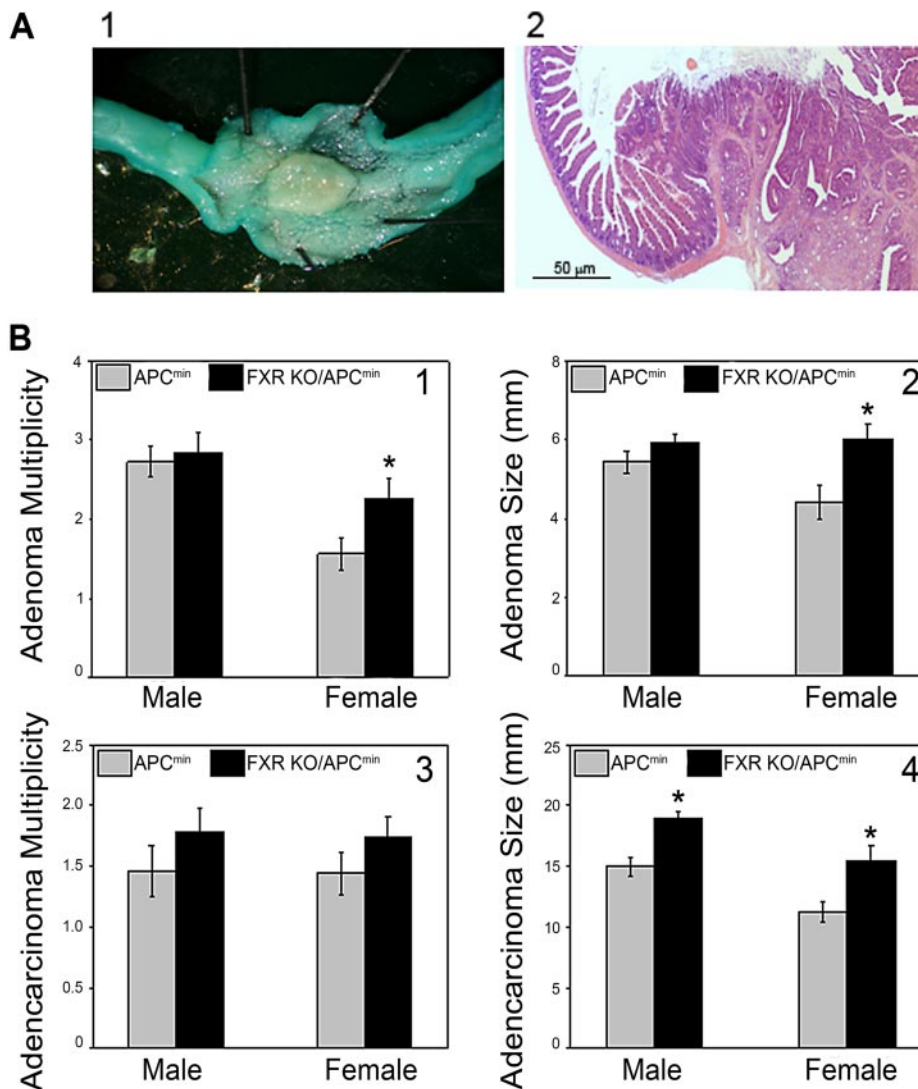 A
1
2
50 µm
B
Adenoma Multiplicity
4
3
2
1
0
APCmin
FXR KO/APCmin
1
*
Male
Female
Adenoma Size (mm)
8
6
4
2
0
APCmin
FXR KO/APCmin
2
*
Male
Female
Adencarcinoma Multiplicity
2.5
2.0
1.5
1.0
0.5
0
APCmin
FXR KO/APCmin
3
Male
Female
Adencarcinoma Size (mm)
25
20
15
10
5
0
APCmin
FXR KO/APCmin
4
*
*
Male
Female